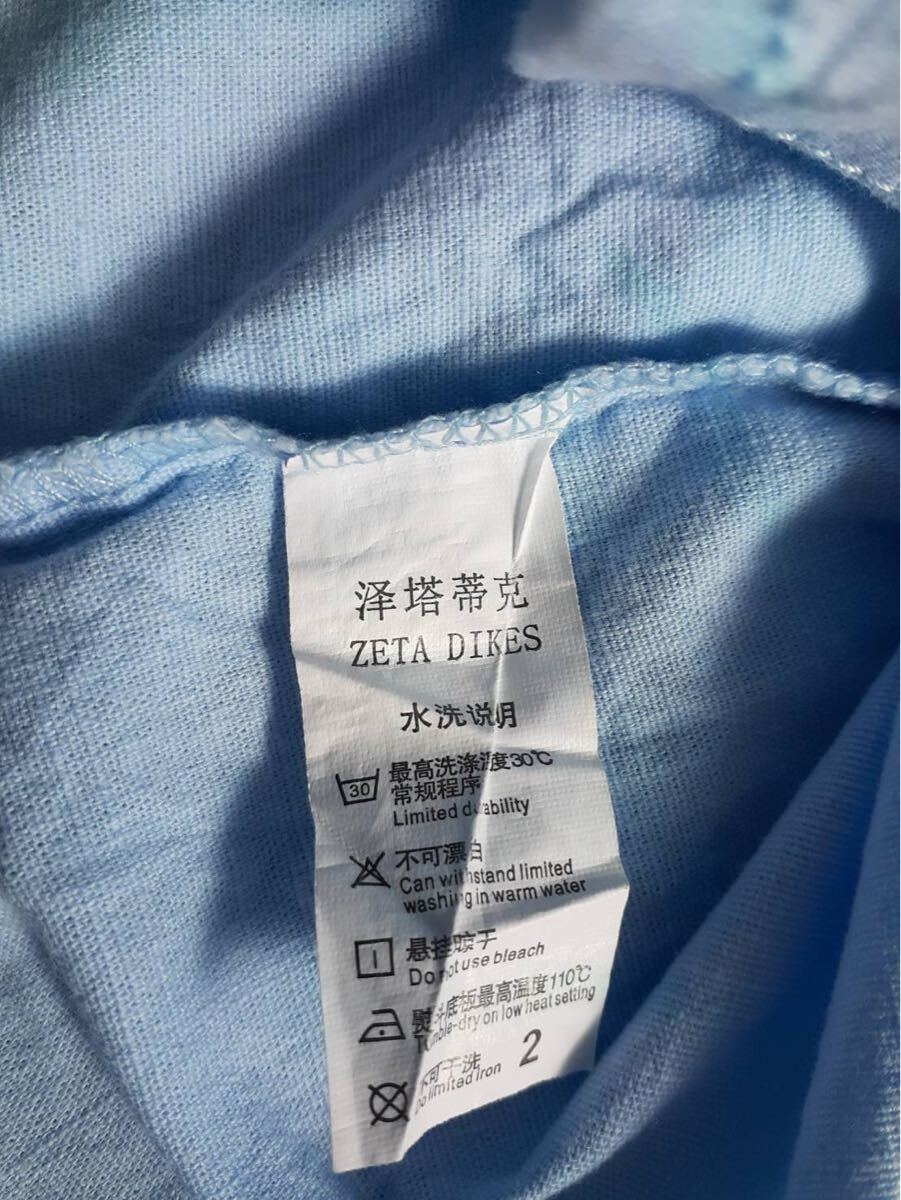 泽塔蒂克
ZETA DIKES
水洗说明
30
最高洗涤温度30℃
常规程序
Limited durability
不可漂白
Can withstand limited
washing in warm water
悬挂晾干
Do not use bleach
熨斗底板最高温度110℃
Tumble-dry on low heat setting
不可干洗
Do limited iron
2